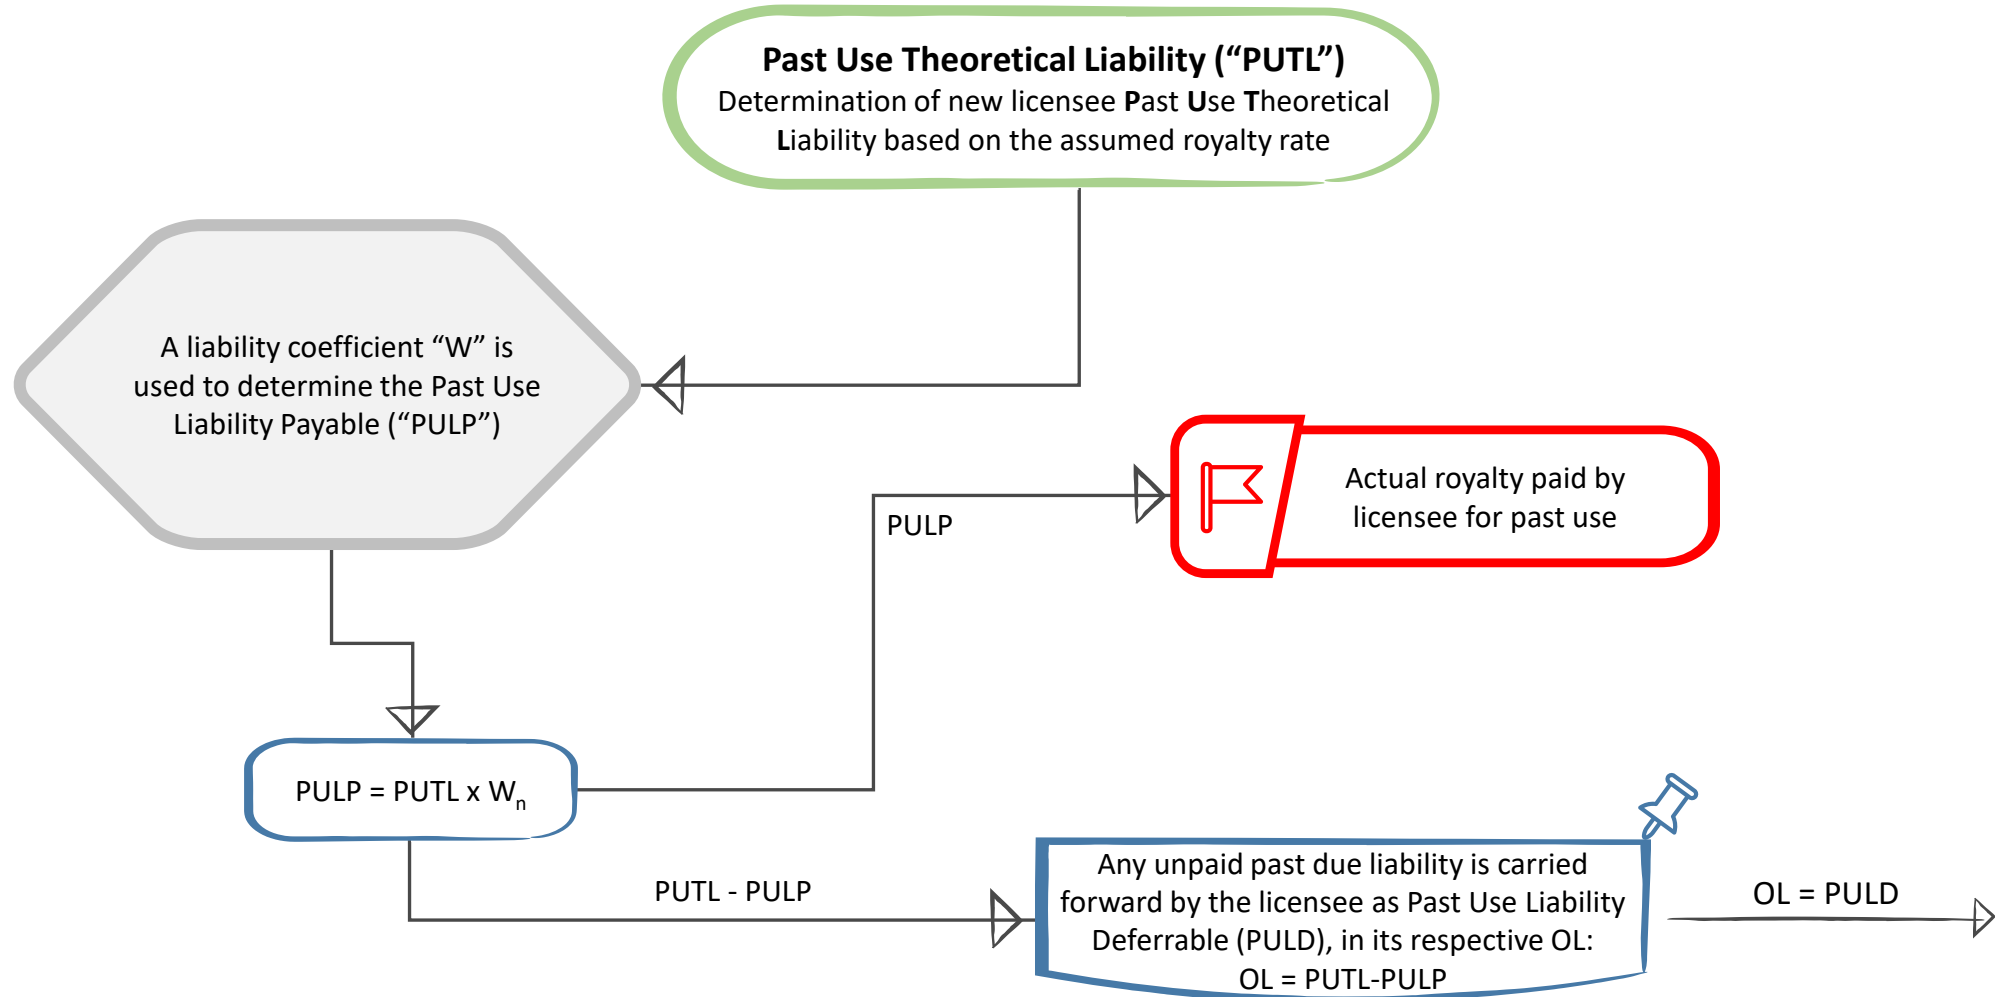 Past Use Theoretical Liability (“PUTL”)
Determination of new licensee Past Use Theoretical
Liability based on the assumed royalty rate
A liability coefficient “W” is
used to determine the Past Use
Liability Payable (“PULP”)
Actual royalty paid by
licensee for past use
PULP
PULP = PUTL x Wn
PUTL - PULP
Any unpaid past due liability is carried
forward by the licensee as Past Use Liability
Deferrable (PULD), in its respective OL:
OL = PUTL-PULP
OL = PULD